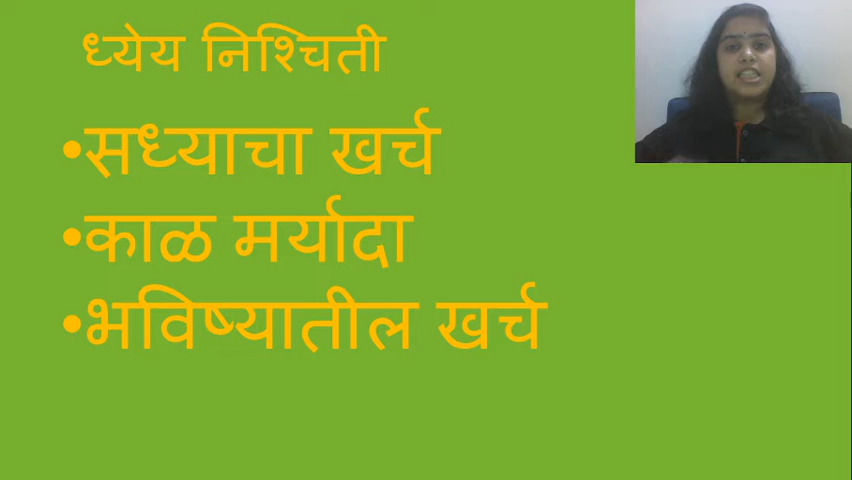 ध्येय निश्चिती
•सध्याचा खर्च
•काळ मर्यादा
•भविष्यातील खर्च